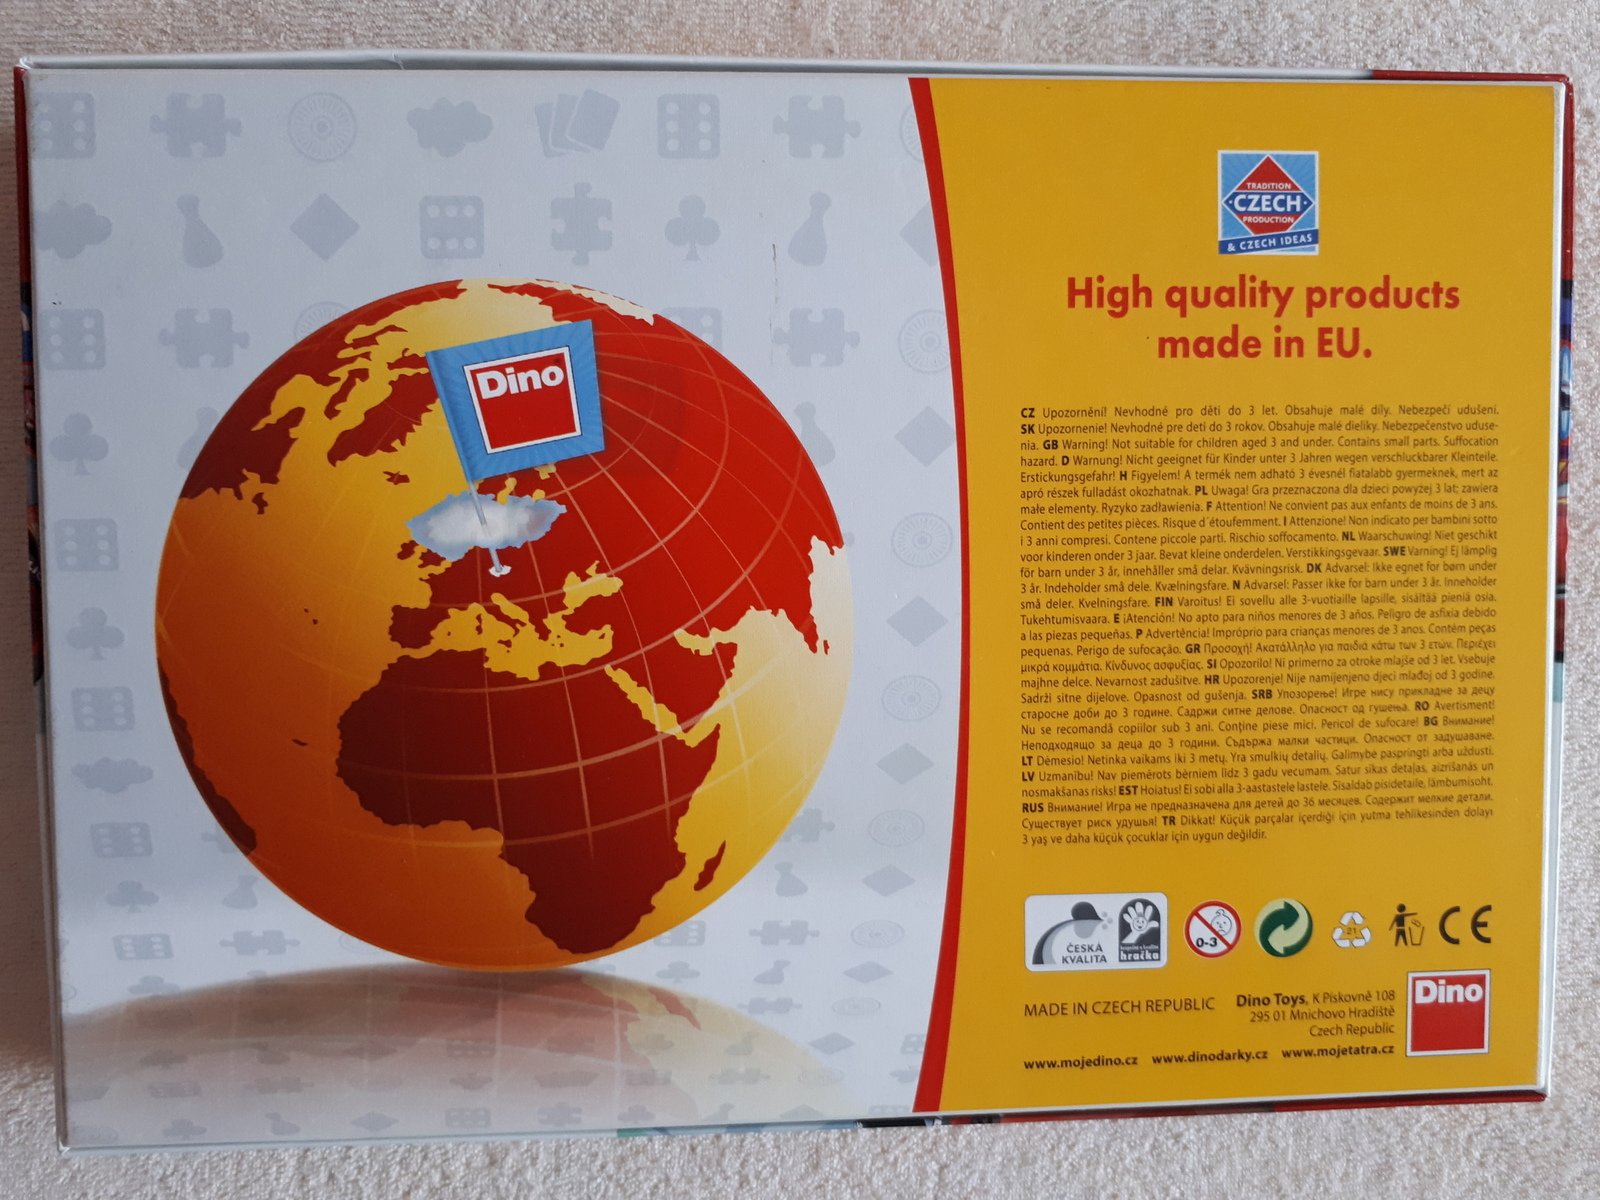 Dino
TRADITION
CZECH
PRODUCTION
& CZECH IDEAS
High quality products
made in EU.
CZ Upozornění! Nevhodné pro děti do 3 let. Obsahuje malé díly. Nebezpečí udušení.
SK Upozornenie! Nevhodné pre deti do 3 rokov. Obsahuje malé dieliky. Nebezpečenstvo uduse-
nia. GB Warning! Not suitable for children aged 3 and under. Contains small parts. Suffocation
hazard. D Warnung! Nicht geeignet für Kinder unter 3 Jahren wegen verschluckbarer Kleinteile.
Erstickungsgefahr! H Figyelem! A termék nem adható 3 évesnél fiatalabb gyermeknek, mert az
apró részek fulladást okozhatnak. PL Uwaga! Gra przeznaczona dla dzieci powyżej 3 lat; zawiera
małe elementy. Ryzyko zadławienia. F Attention! Ne convient pas aux enfants de moins de 3 ans.
Contient des petites pièces. Risque d´étoufemment. I Attenzione! Non indicato per bambini sotto
i 3 anni compresi. Contene piccole parti. Rischio soffocamento. NL Waarschuwing! Niet geschikt
voor kinderen onder 3 jaar. Bevat kleine onderdelen. Verstikkingsgevaar. SWE Varning! Ej lämplig
för barn under 3 år, innehåller små delar. Kvävningsrisk. DK Advarsel: Ikke egnet for børn under
3 år. Indeholder små dele. Kvælningsfare. N Advarsel: Passer ikke for barn under 3 år. Inneholder
små deler. Kvelningsfare. FIN Varoitus! Ei sovellu alle 3-vuotiaille lapsille, sisältää pieniä osia.
Tukehtumisvaara. E ¡Atención! No apto para niños menores de 3 años. Peligro de asfixia debido
a las piezas pequeñas. P Advertência! Impróprio para crianças menores de 3 anos. Contém peças
pequenas. Perigo de sufocação. GR Προσοχή! Ακατάλληλο για παιδιά κάτω των 3 ετών. Περιέχει
μικρά κομμάτια. Κίνδυνος ασφυξίας. SI Opozorilo! Ni primerno za otroke mlajše od 3 let. Vsebuje
majhne delce. Nevarnost zadušitve. HR Upozorenje! Nije namijenjeno djeci mlađoj od 3 godine.
Sadrži sitne dijelove. Opasnost od gušenja. SRB Упозорење! Игре нису прикладне за децу
старосне доби до 3 године. Садржи ситне делове. Опасност од гушења. RO Avertisment!
Nu se recomandă copiilor sub 3 ani. Conţine piese mici. Pericol de sufocare! BG Внимание!
Неподходящо за деца до 3 години. Съдържа малки частици. Опасност от задушаване.
LT Dėmesio! Netinka vaikams iki 3 metų. Yra smulkių detalių. Galimybė paspringti arba uždusti.
LV Uzmanību! Nav piemērots bērniem līdz 3 gadu vecumam. Satur sīkas detaļas, aizrīšanās un
nosmakšanas risks! EST Hoiatus! Ei sobi alla 3-aastastele lastele. Sisaldab pisidetaile, lämbumisoht.
RUS Внимание! Игра не предназначена для детей до 36 месяцев. Содержит мелкие детали.
Существует риск удушья! TR Dikkat! Küçük parçalar içerdiği için yutma tehlikesinden dolayı
3 yaş ve daha küçük çocuklar için uygun değildir.
ČESKÁ
KVALITA
bezpečná a kvalitní
hračka
0-3
21
CE
MADE IN CZECH REPUBLIC
Dino Toys, K Pískovně 108
295 01 Mnichovo Hradiště
Czech Republic
Dino
www.mojedino.cz www.dinodarky.cz www.mojetatra.cz